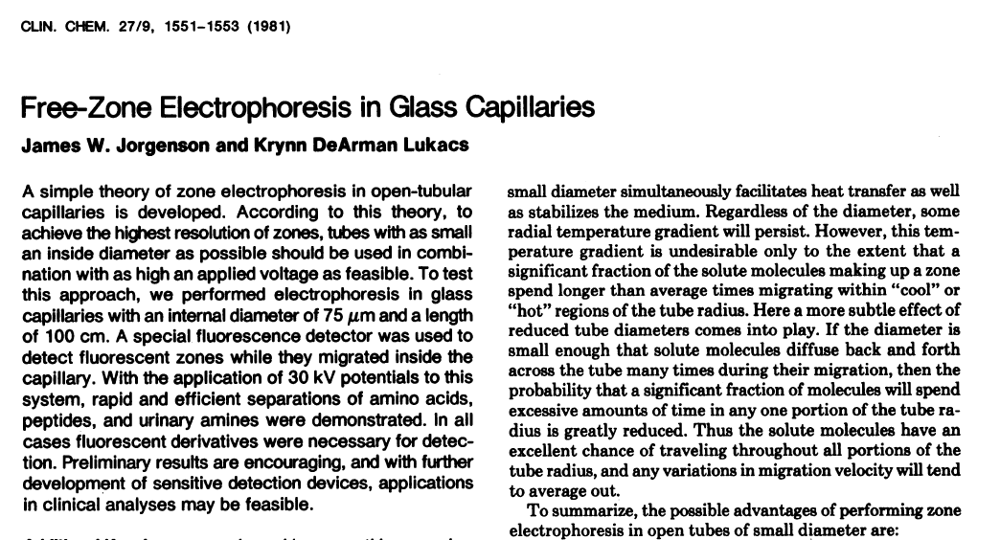 CLIN. CHEM. 27/9, 1551-1553 (1981)
Free-Zone Electrophoresis in Glass Capillaries
James W. Jorgenson and Krynn DeArman Lukacs
A simple theory of zone electrophoresis in open-tubular
capillaries is developed. According to this theory, to
achieve the highest resolution of zones, tubes with as small
an inside diameter as possible should be used in combi-
nation with as high an applied voltage as feasible. To test
this approach, we performed electrophoresis in glass
capillaries with an internal diameter of 75 μm and a length
of 100 cm. A special fluorescence detector was used to
detect fluorescent zones while they migrated inside the
capillary. With the application of 30 kV potentials to this
system, rapid and efficient separations of amino acids,
peptides, and urinary amines were demonstrated. In all
cases fluorescent derivatives were necessary for detec-
tion. Preliminary results are encouraging, and with further
development of sensitive detection devices, applications
in clinical analyses may be feasible.
small diameter simultaneously facilitates heat transfer as well
as stabilizes the medium. Regardless of the diameter, some
radial temperature gradient will persist. However, this tem-
perature gradient is undesirable only to the extent that a
significant fraction of the solute molecules making up a zone
spend longer than average times migrating within "cool" or
"hot" regions of the tube radius. Here a more subtle effect of
reduced tube diameters comes into play. If the diameter is
small enough that solute molecules diffuse back and forth
across the tube many times during their migration, then the
probability that a significant fraction of molecules will spend
excessive amounts of time in any one portion of the tube ra-
dius is greatly reduced. Thus the solute molecules have an
excellent chance of traveling throughout all portions of the
tube radius, and any variations in migration velocity will tend
to average out.
To summarize, the possible advantages of performing zone
electrophoresis in open tubes of small diameter are: